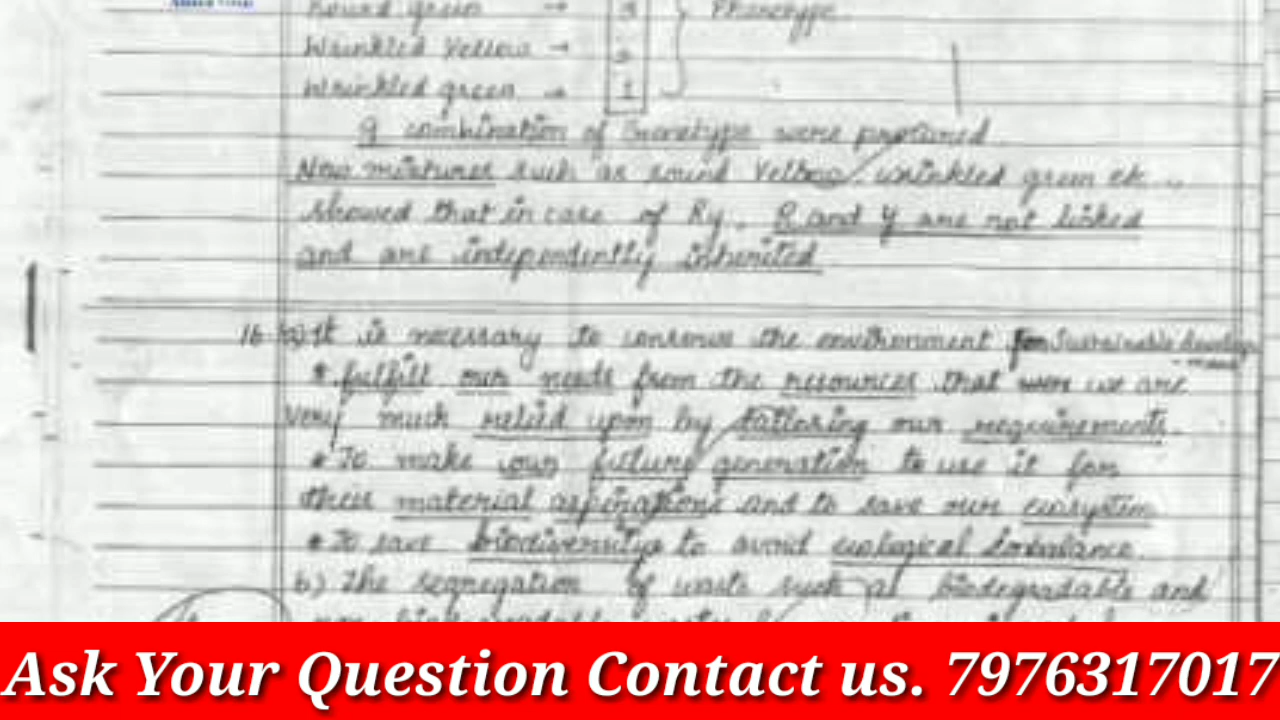 Round green → 3 Phenotype
Wrinkled Yellow →
Wrinkled green → 1
9 combination of were produced
New mixtures such as round Yellow, wrinkled green etc..
showed that in case of Ry, R and Y are not linked
and are independently inherited.
16. a) It is necessary to conserve the environment for Sustainable Develop-
ment
* fulfill our needs from the resources that we are
very much relied upon by our requirements.
* To make our future generation to use it for
their material aspirations and to save our ecosystem
* To save biodiversity to avoid ecological imbalance.
b) The segregation of waste such as biodegradable and
Ask Your Question Contact us. 7976317017